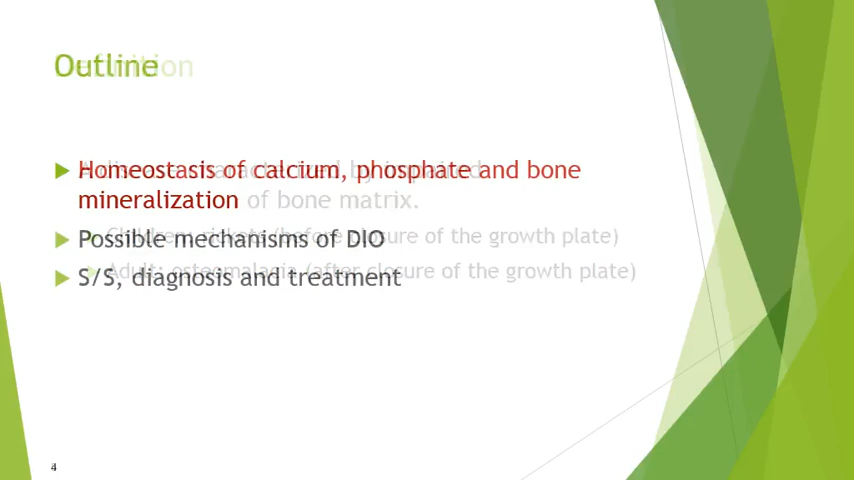 Outline
Definition
Homeostasis of calcium, phosphate and bone
mineralization
of bone matrix.
Possible mechanisms of DIO
Children: rickets (before closure of the growth plate)
S/S, diagnosis and treatment
Adult: osteomalacia (after closure of the growth plate)
4